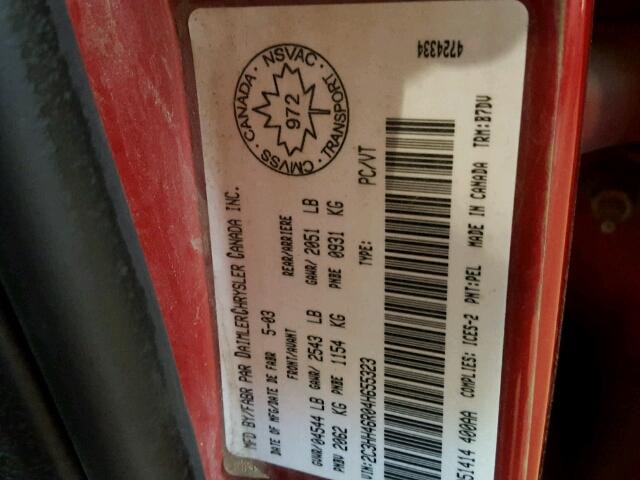 4724334
CMVSS · CANADA · NSVAC · TRANSPORT ·
972
MFD BY/FABR PAR DAIMLERCHRYSLER CANADA INC.
DATE OF MFG/DATE DE FABR 5-03
FRONT/AVANT REAR/ARRIERE
GVWR/04544 LB GAWR/ 2543 LB GAWR/ 2051 LB
PNBV 2062 KG PNBE 1154 KG PNBE 0931 KG
TYPE: PC/VT
VIN:2C3HH46R04H655323
51414 400AA COMPLIES: ICES-2 PNT:PEL MADE IN CANADA TRM:B7DV